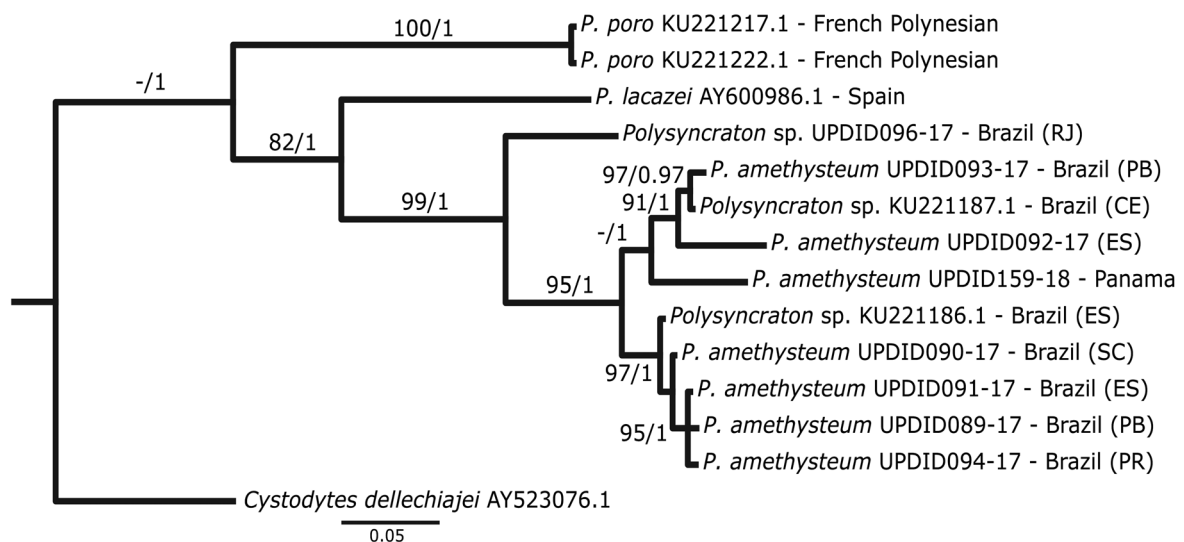 100/1
P. poro KU221217.1 - French Polynesian
P. poro KU221222.1 - French Polynesian
-/1
P. lacazei AY600986.1 - Spain
82/1
Polysyncraton sp. UPDID096-17 - Brazil (RJ)
97/0.97
P. amethysteum UPDID093-17 - Brazil (PB)
99/1
91/1
Polysyncraton sp. KU221187.1 - Brazil (CE)
-/1
P. amethysteum UPDID092-17 (ES)
95/1
P. amethysteum UPDID159-18 - Panama
Polysyncraton sp. KU221186.1 - Brazil (ES)
P. amethysteum UPDID090-17 - Brazil (SC)
97/1
P. amethysteum UPDID091-17 - Brazil (ES)
95/1
P. amethysteum UPDID089-17 - Brazil (PB)
P. amethysteum UPDID094-17 - Brazil (PR)
Cystodytes dellechiajei AY523076.1
0.05